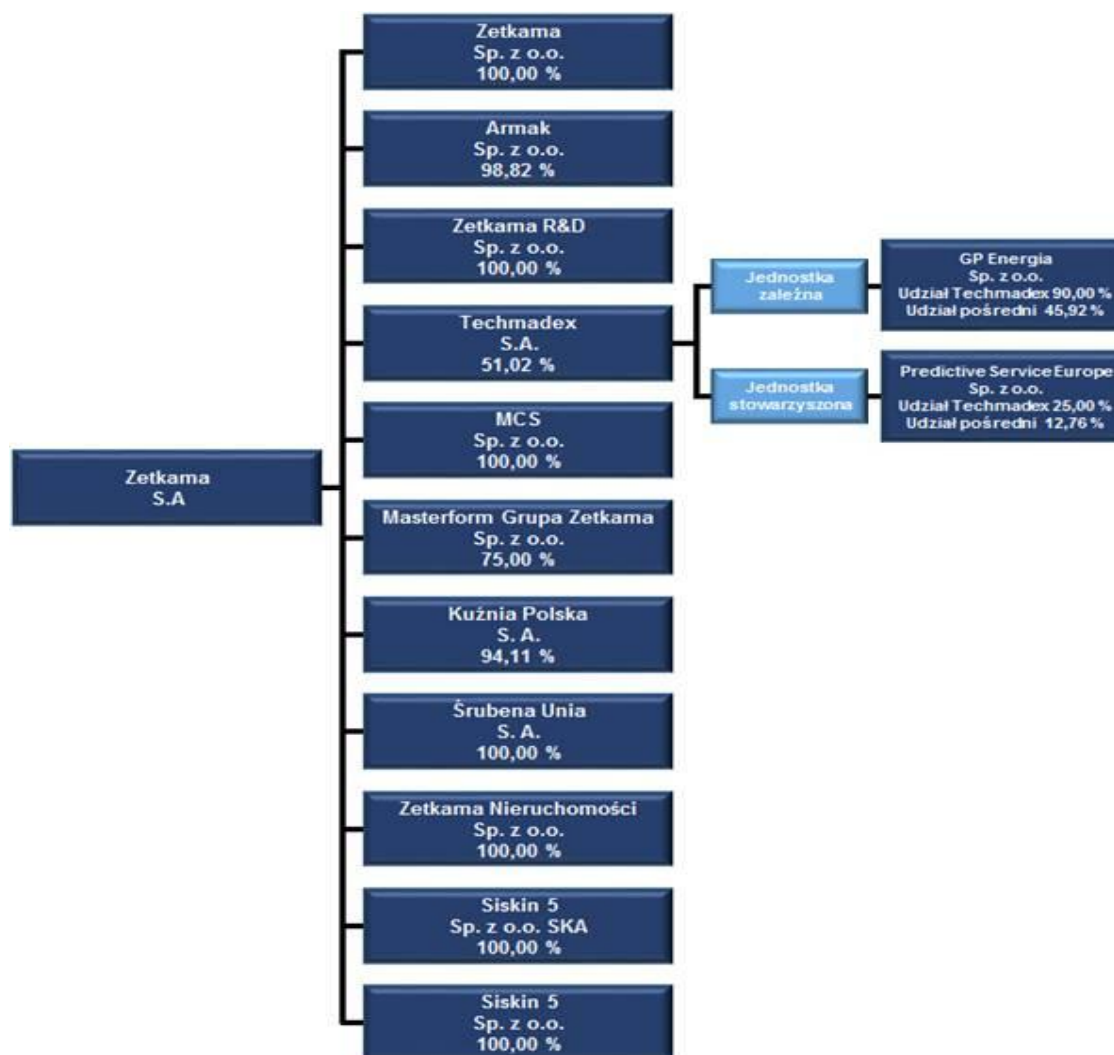 Zetkama
S.A
Zetkama
Sp. z o.o.
100,00 %
Armak
Sp. z o.o.
98,82 %
Zetkama R&D
Sp. z o.o.
100,00 %
Techmadex
S.A.
51,02 %
Jednostka
zależna
GP Energia
Sp. z o.o.
Udział Techmadex 90,00 %
Udział pośredni 45,92 %
Jednostka
stowarzyszona
Predictive Service Europe
Sp. z o.o.
Udział Techmadex 25,00 %
Udział pośredni 12,76 %
MCS
Sp. z o.o.
100,00 %
Masterform Grupa Zetkama
Sp. z o.o.
75,00 %
Kuźnia Polska
S. A.
94,11 %
Śrubena Unia
S. A.
100,00 %
Zetkama Nieruchomości
Sp. z o.o.
100,00 %
Siskin 5
Sp. z o.o. SKA
100,00 %
Siskin 5
Sp. z o.o.
100,00 %